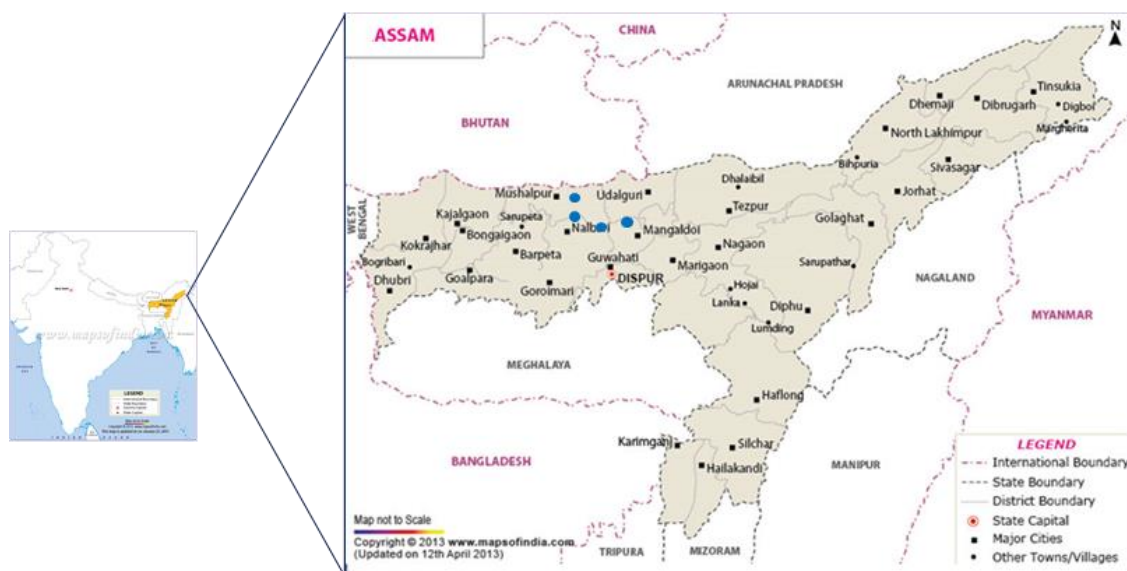 ASSAM
CHINA
N
ARUNACHAL PRADESH
BHUTAN
Tinsukia
Dhemaji
Dibrugarh
Digboi
Margherita
North Lakhimpur
Bihpuria
Sivasagar
Jorhat
Golaghat
Dhalaibil
Mushalpur
Udalguri
Tezpur
WEST BENGAL
Kajalgaon
Sarupeta
Bongaigaon
Nalbari
Mangaldoi
Kokrajhar
Nagaon
Barpeta
Guwahati
Marigaon
Sarupathar
Bogribari
Goalpara
DISPUR
NAGALAND
Dhubri
Goroimari
Hojai
Lanka
Diphu
Lumding
MYANMAR
MEGHALAYA
Haflong
Karimganj
Silchar
Hailakandi
BANGLADESH
MANIPUR
LEGEND
International Boundary
State Boundary
District Boundary
State Capital
Major Cities
Other Towns/Villages
Map not to Scale
Copyright © 2013 www.mapsofindia.com
(Updated on 12th April 2013)
TRIPURA
MIZORAM
www.mapsofindia.com
LEGEND